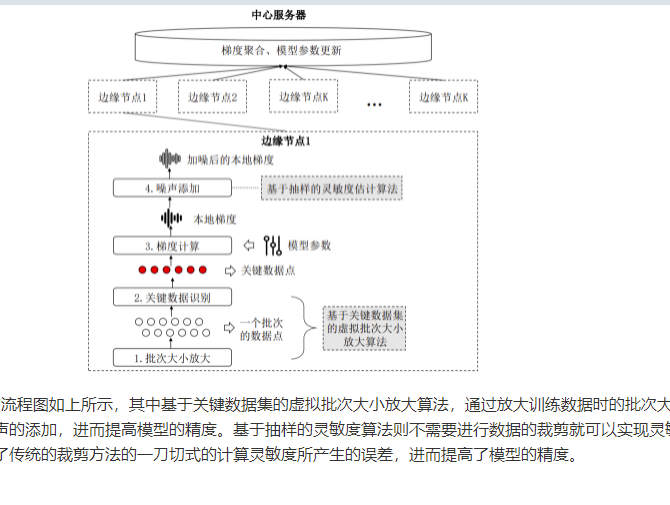 中心服务器
梯度聚合、模型参数更新
边缘节点1
边缘节点2
边缘节点K
...
边缘节点K
边缘节点1
加噪后的本地梯度
4.噪声添加
基于抽样的灵敏度估计算法
本地梯度
3.梯度计算
模型参数
关键数据点
2.关键数据识别
一个批次
的数据点
基于关键数据集
的虚拟批次大小
放大算法
1.批次大小放大
流程图如上所示，其中基于关键数据集的虚拟批次大小放大算法，通过放大训练数据时的批次大
声的添加，进而提高模型的精度。基于抽样的灵敏度算法则不需要进行数据的裁剪就可以实现灵敏
了传统的裁剪方法的一刀切式的计算灵敏度所产生的误差，进而提高了模型的精度。